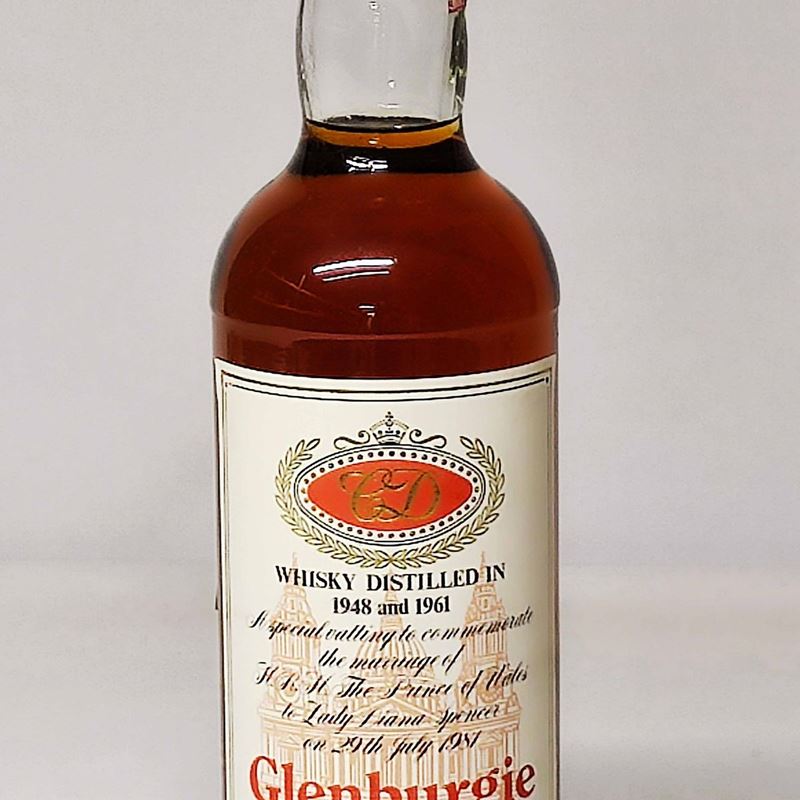 CD
WHISKY DISTILLED IN
1948 and 1961
A special vatting to commemorate
the marriage of
H.R.H. The Prince of Wales
to Lady Diana Spencer
on 29th July 1981
Glenburgie